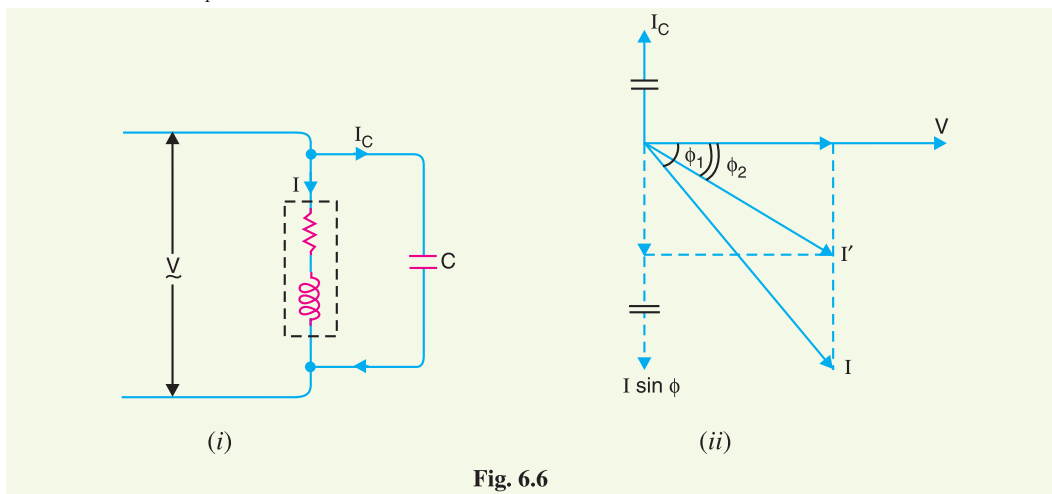 I_C
V
I_C
I
ϕ₁
ϕ₂
V
~
C
I′
I
I sin ϕ
(i)
(ii)
Fig. 6.6